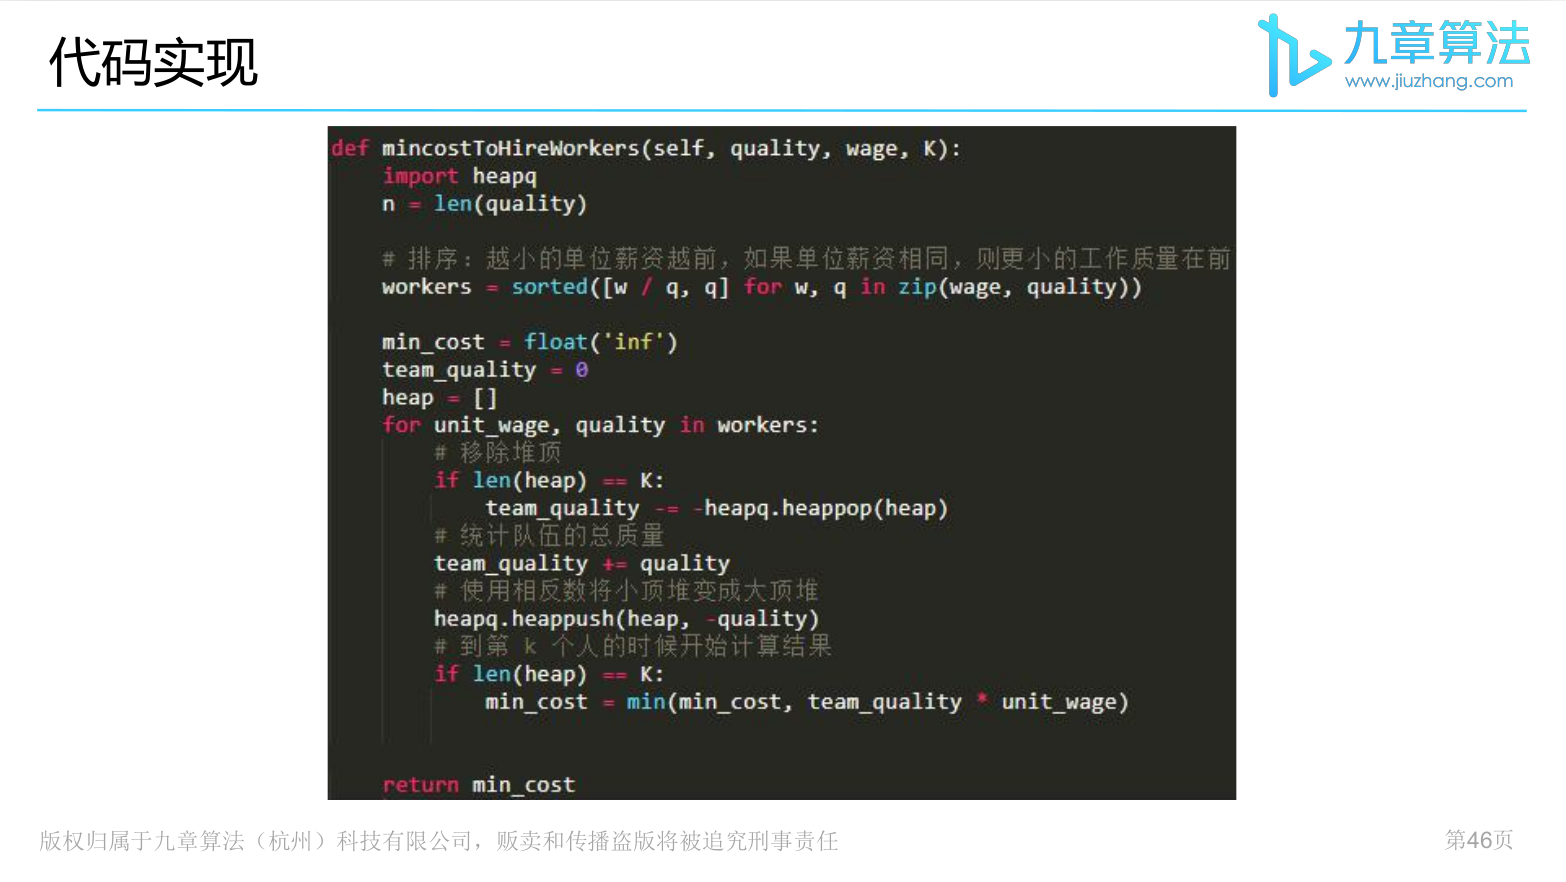 代码实现
九章算法
www.jiuzhang.com
def mincostToHireWorkers(self, quality, wage, K):
    import heapq
    n = len(quality)
    # 排序: 越小的单位薪资越前, 如果单位薪资相同, 则更小的工作质量在前
    workers = sorted([w / q, q] for w, q in zip(wage, quality))
    min_cost = float('inf')
    team_quality = 0
    heap = []
    for unit_wage, quality in workers:
        # 移除堆顶
        if len(heap) == K:
            team_quality -= -heapq.heappop(heap)
        # 统计队伍的总质量
        team_quality += quality
        # 使用相反数将小顶堆变成大顶堆
        heapq.heappush(heap, -quality)
        # 到第 k 个人的时候开始计算结果
        if len(heap) == K:
            min_cost = min(min_cost, team_quality * unit_wage)
    return min_cost
版权归属于九章算法（杭州）科技有限公司，贩卖和传播盗版将被追究刑事责任
第46页